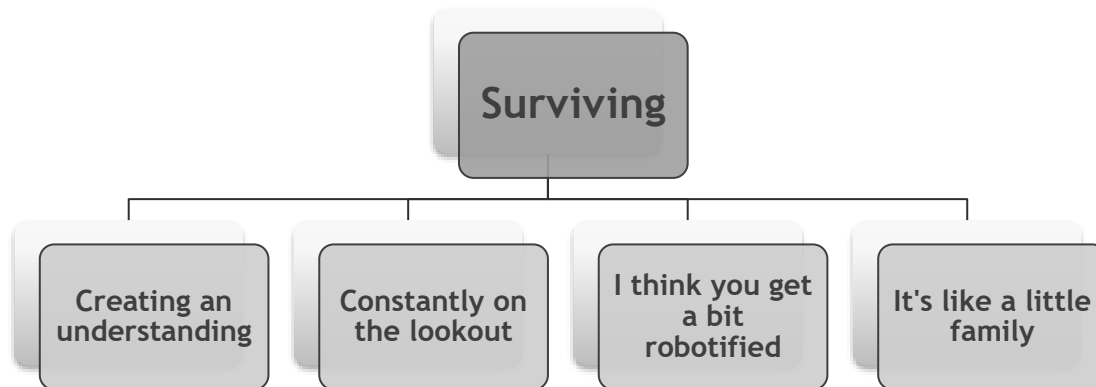 Surviving
Creating an
understanding
Constantly on
the lookout
I think you get
a bit
robotified
It's like a little
family